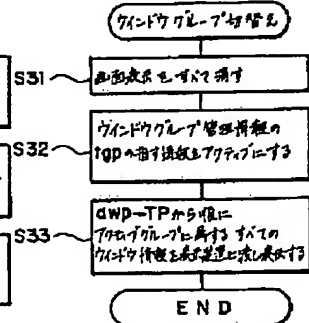 ウインドウグループ切替え
S31
画面表示をすべて消す
S32
ウインドウグループ管理情報の
tgpの指す情報をアクティブにする
S33
awp-TPから順に
アクティブグループに属するすべての
ウインドウ情報を表示装置に渡し表示する
END